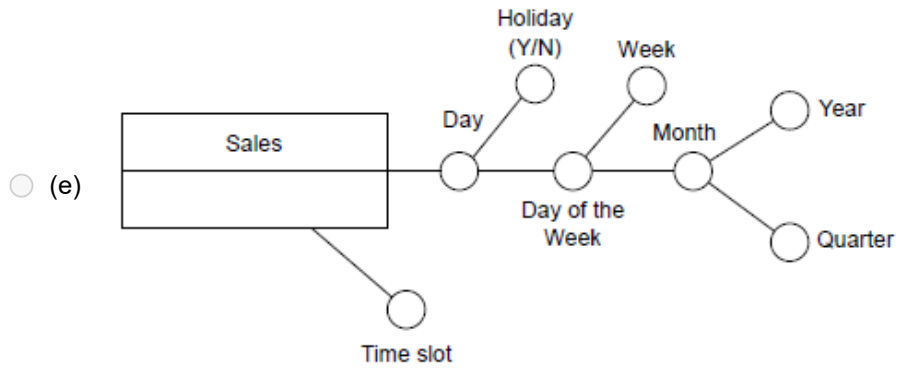 Holiday
(Y/N)
Week
Day
Year
Sales
Month
(e)
Day of the
Week
Quarter
Time slot